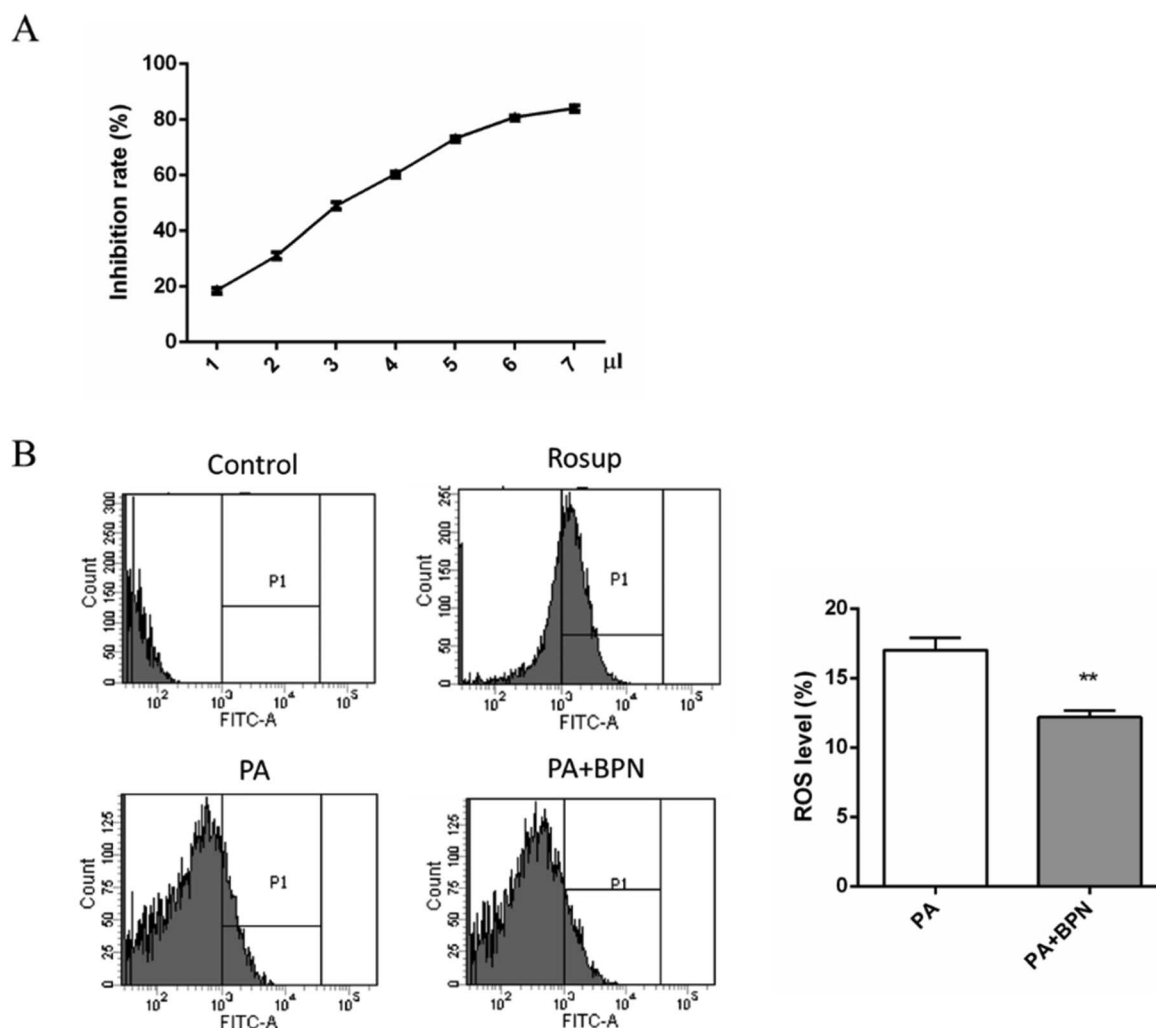 A
Inhibition rate (%)
100
80
60
40
20
0
1 2 3 4 5 6 7 µl
B
Control
Count
300
250
200
150
100
50
0
P1
10² 10³ 10⁴ 10⁵
FITC-A
Rosup
Count
250
200
150
100
50
0
P1
10² 10³ 10⁴ 10⁵
FITC-A
PA
Count
125
100
75
50
25
0
P1
10² 10³ 10⁴ 10⁵
FITC-A
PA+BPN
Count
125
100
75
50
25
0
P1
10² 10³ 10⁴ 10⁵
FITC-A
ROS level (%)
20
15
10
5
0
**
PA
PA+BPN